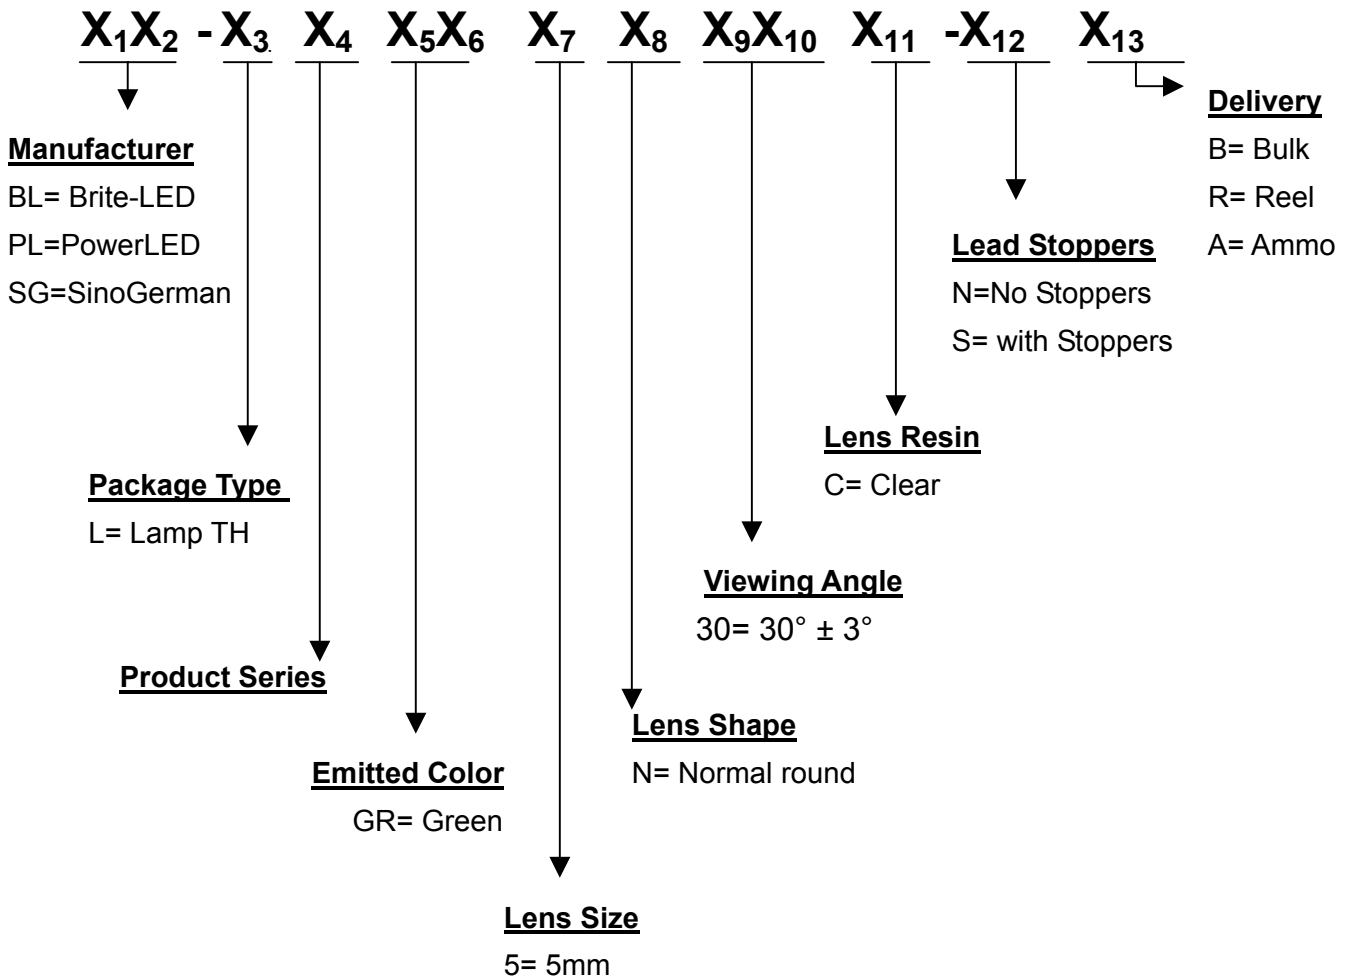 X₁X₂ - X₃ X₄ X₅X₆ X₇ X₈ X₉X₁₀ X₁₁ -X₁₂ X₁₃
Delivery
B= Bulk
R= Reel
A= Ammo
Manufacturer
BL= Brite-LED
PL=PowerLED
SG=SinoGerman
Lead Stoppers
N=No Stoppers
S= with Stoppers
Lens Resin
C= Clear
Package Type
L= Lamp TH
Viewing Angle
30= 30° ± 3°
Product Series
Lens Shape
N= Normal round
Emitted Color
GR= Green
Lens Size
5= 5mm